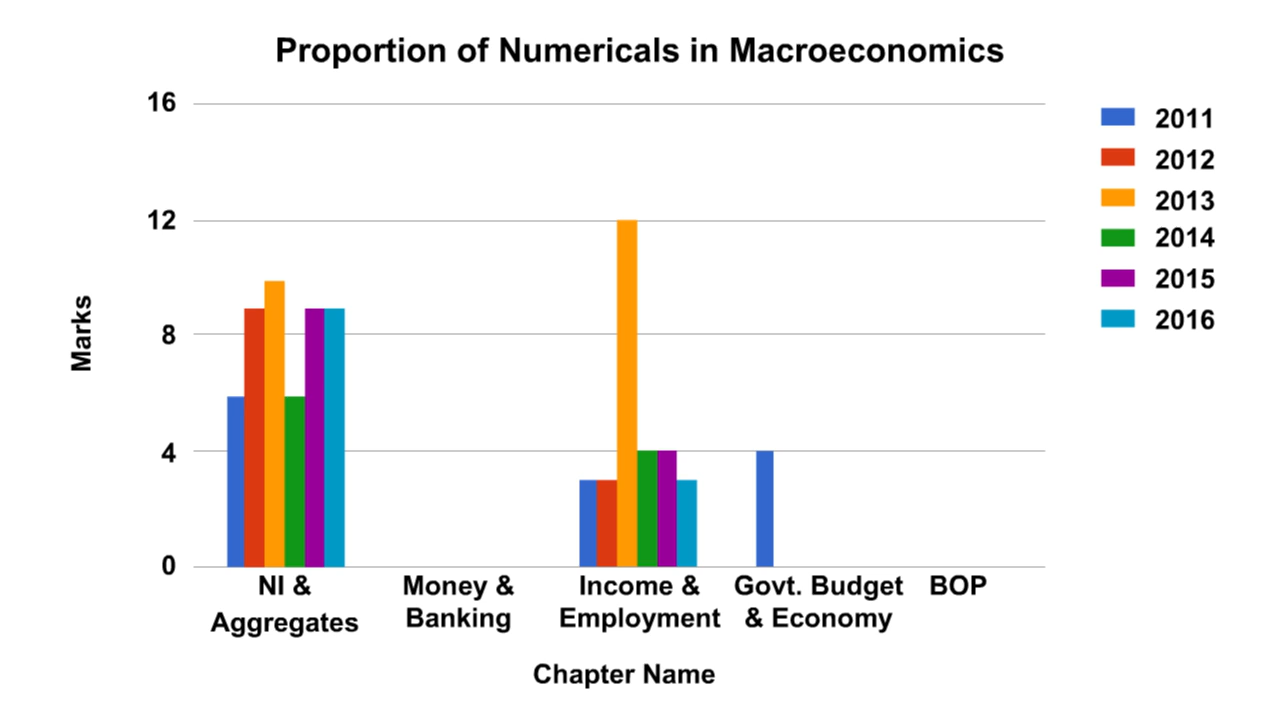 Proportion of Numericals in Macroeconomics
16
12
8
4
0
Marks
NI &
Aggregates
Money &
Banking
Income &
Employment
Govt. Budget
& Economy
BOP
Chapter Name
2011
2012
2013
2014
2015
2016